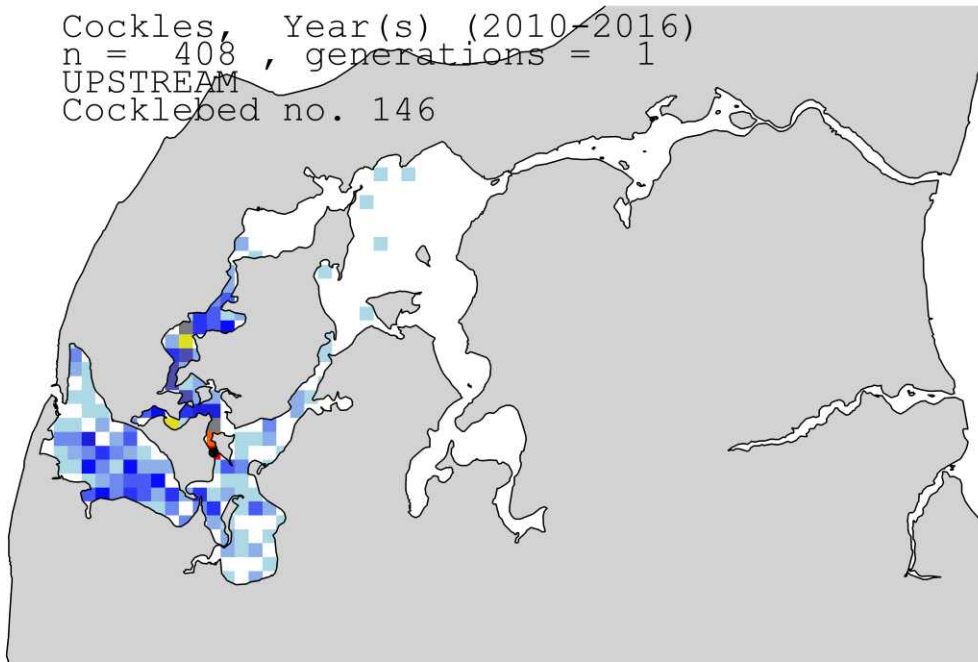 Cockles, Year(s) (2010-2016)
n = 408 , generations = 1
UPSTREAM
Cocklebed no. 146